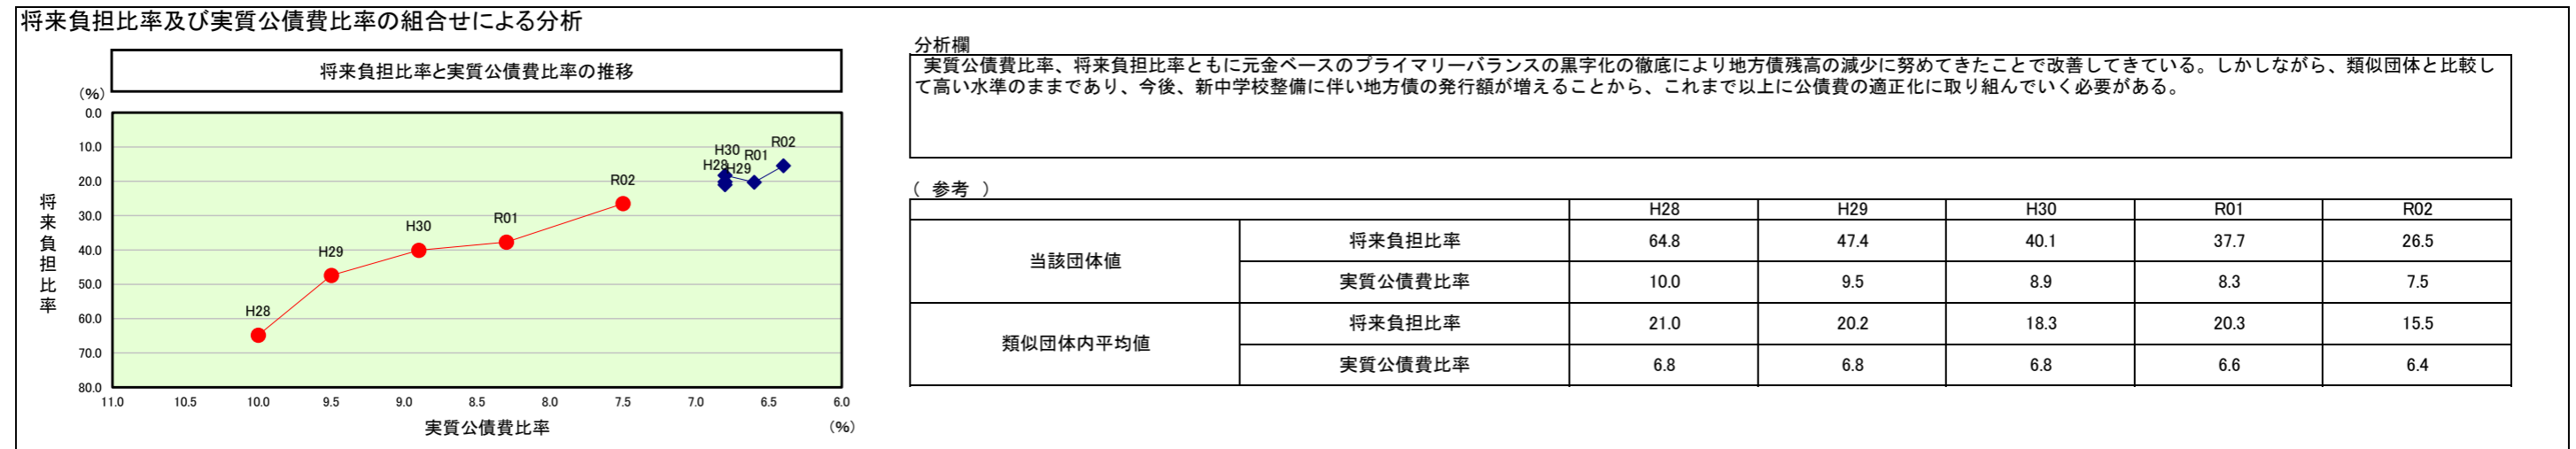 将来負担比率及び実質公債費比率の組合せによる分析
将来負担比率と実質公債費比率の推移
(%)
0.0
10.0
20.0
30.0
40.0
50.0
60.0
70.0
80.0
将来負担比率
H28
H29
H30
R01
R02
H28
H29
H30
R01
R02
11.0 10.5 10.0 9.5 9.0 8.5 8.0 7.5 7.0 6.5 6.0
実質公債費比率
(%)
分析欄
実質公債費比率、将来負担比率ともに元金ベースのプライマリーバランスの黒字化の徹底により地方債残高の減少に努めてきたことで改善してきている。しかしながら、類似団体と比較し
て高い水準のままであり、今後、新中学校整備に伴い地方債の発行額が増えることから、これまで以上に公債費の適正化に取り組んでいく必要がある。
（ 参考 ）
H28 H29 H30 R01 R02
当該団体値
将来負担比率 64.8 47.4 40.1 37.7 26.5
実質公債費比率 10.0 9.5 8.9 8.3 7.5
類似団体内平均値
将来負担比率 21.0 20.2 18.3 20.3 15.5
実質公債費比率 6.8 6.8 6.8 6.6 6.4